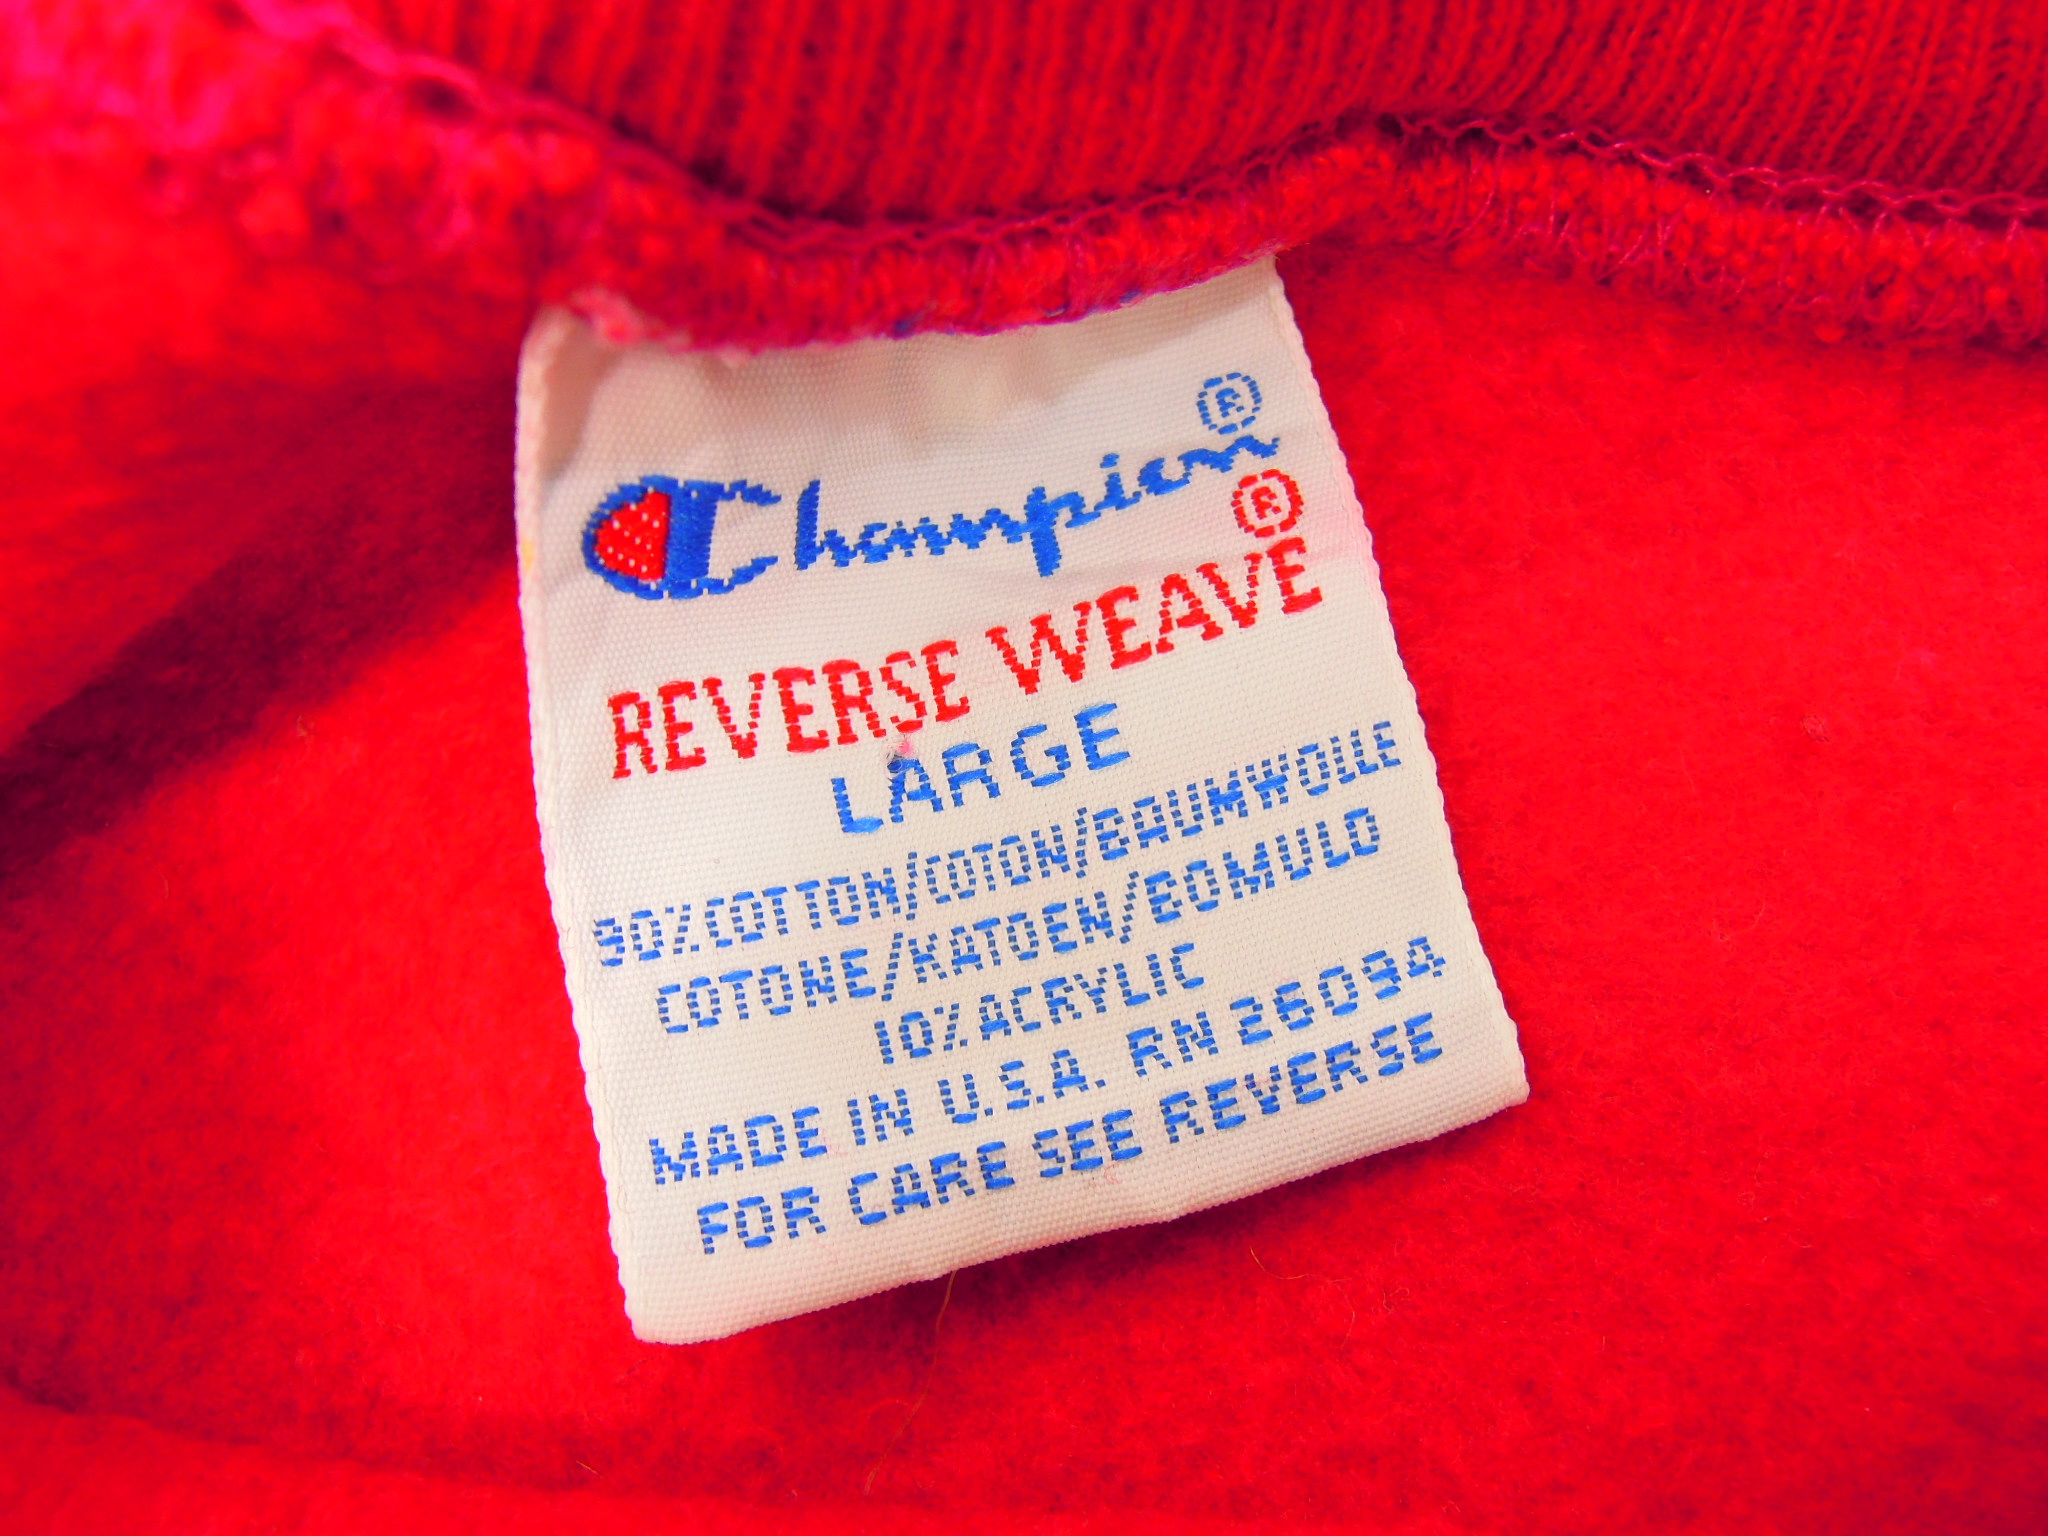 Champion®
REVERSE WEAVE®
LARGE
90% COTTON/COTON/BAUMWOLLE
COTONE/KATOEN/BOMULD
10% ACRYLIC
MADE IN U.S.A. RN 26094
FOR CARE SEE REVERSE